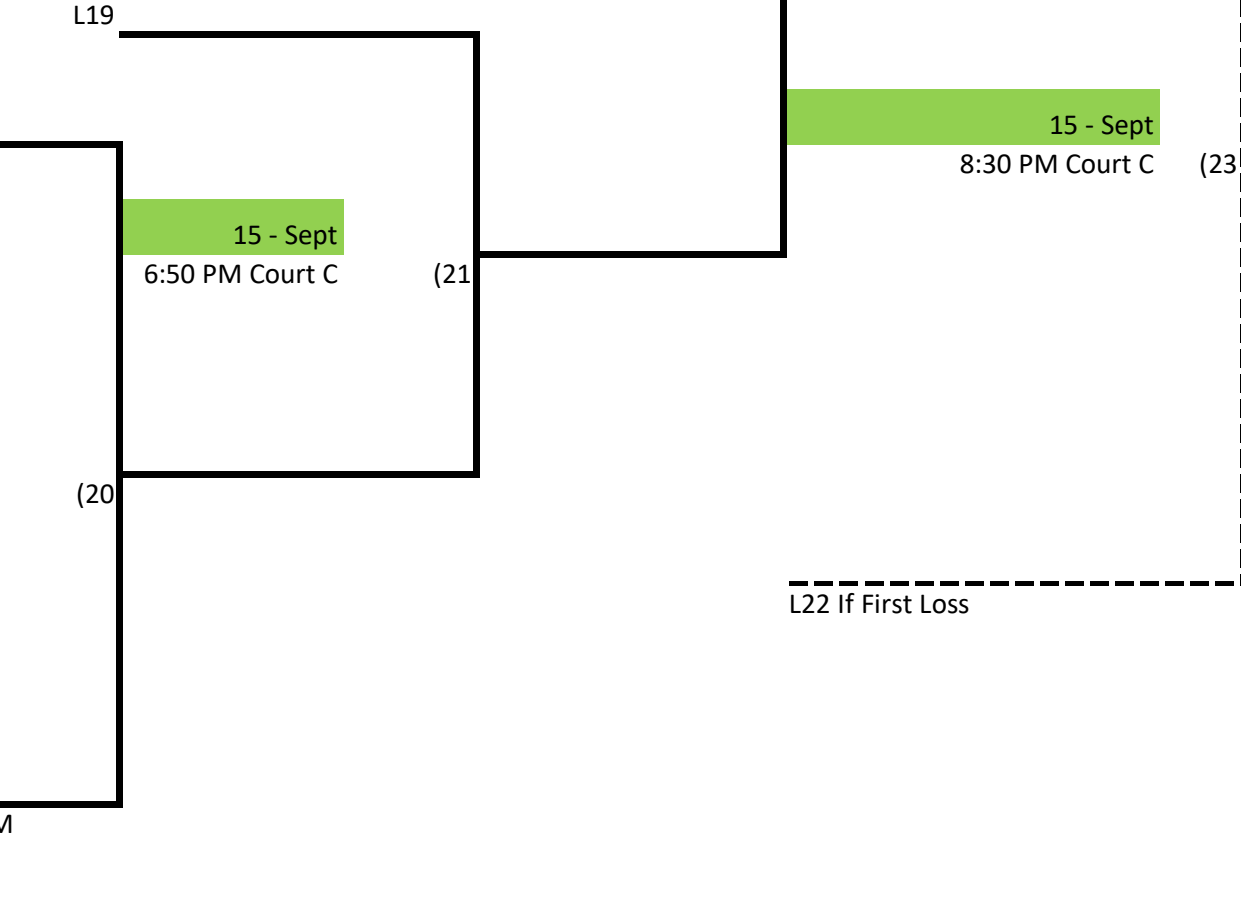 L19
15 - Sept
8:30 PM Court C
(23
15 - Sept
6:50 PM Court C
(21
(20
L22 If First Loss
M